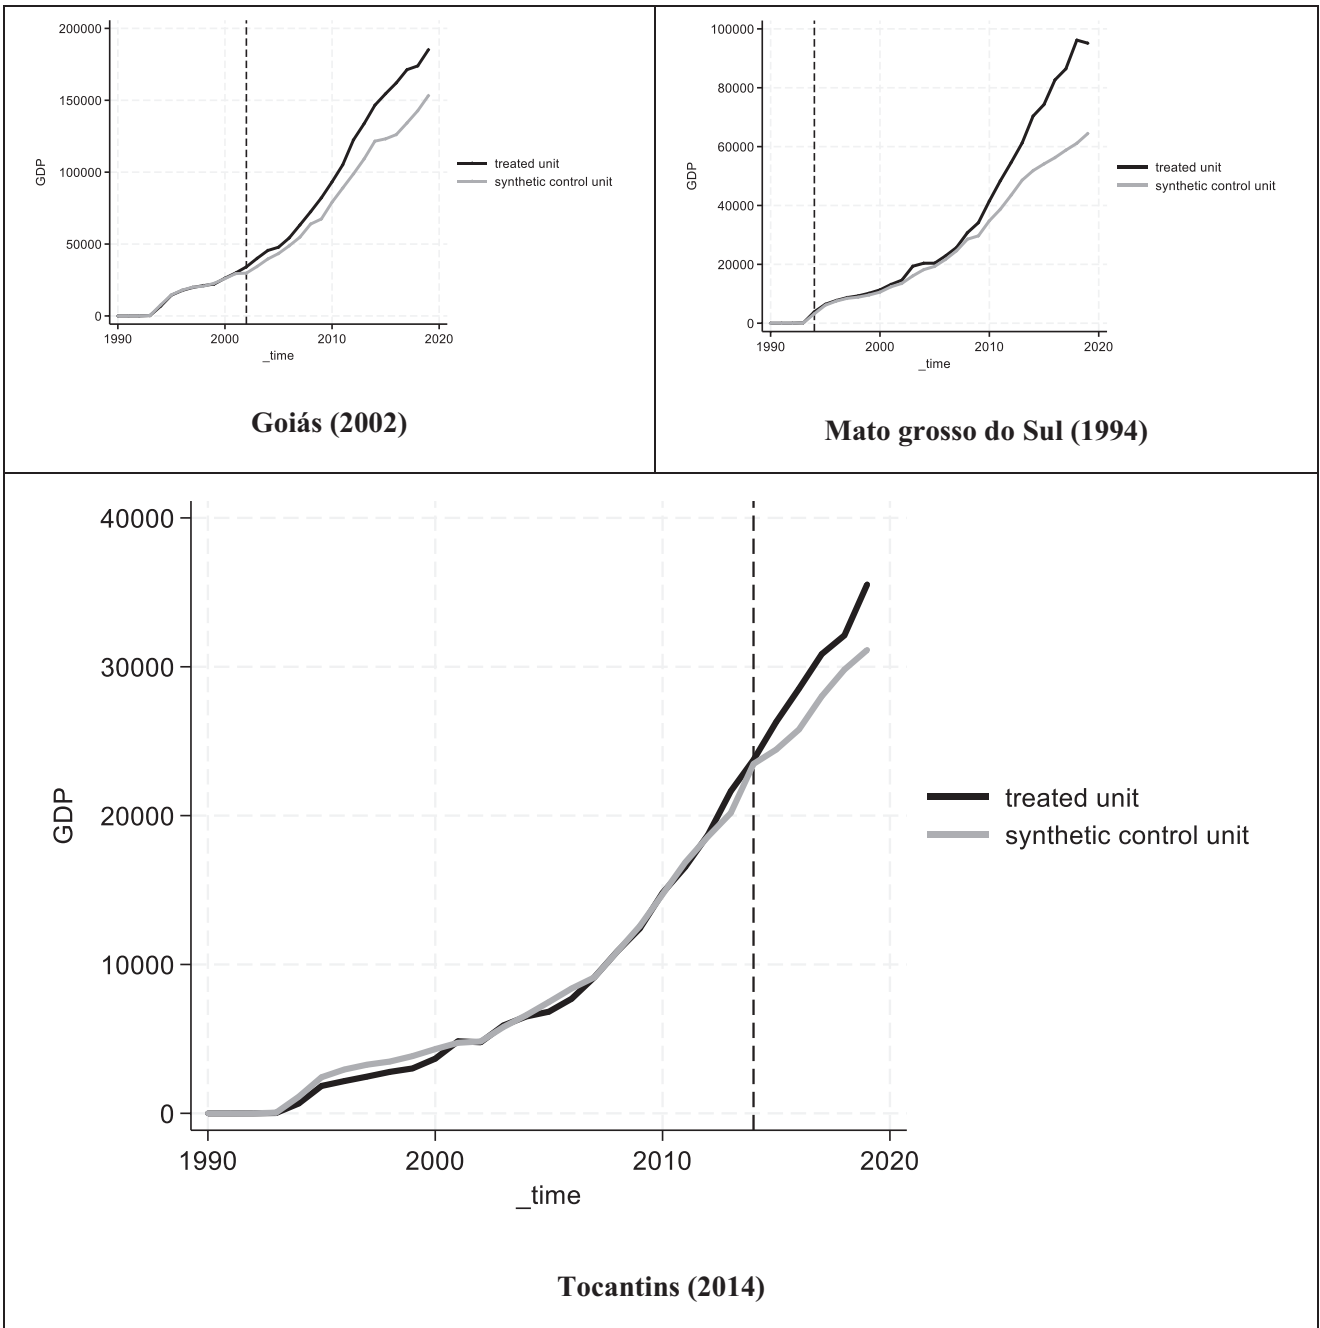 200000
150000
100000
50000
0
GDP
1990 2000 2010 2020
_time
treated unit
synthetic control unit
Goiás (2002)
100000
80000
60000
40000
20000
0
GDP
1990 2000 2010 2020
_time
treated unit
synthetic control unit
Mato grosso do Sul (1994)
40000
30000
20000
10000
0
GDP
1990 2000 2010 2020
_time
treated unit
synthetic control unit
Tocantins (2014)